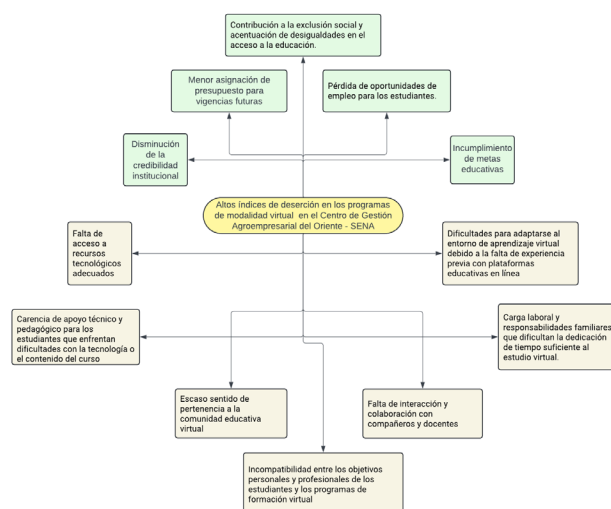 Contribución a la exclusión social y
acentuación de desigualdades en el
acceso a la educación.
Menor asignación de
presupuesto para
vigencias futuras
Pérdida de oportunidades de
empleo para los estudiantes.
Disminución
de la
credibilidad
institucional
Incumplimiento
de metas
educativas
Altos índices de deserción en los programas
de modalidad virtual en el Centro de Gestión
Agroempresarial del Oriente - SENA
Falta de
acceso a
recursos
tecnológicos
adecuados
Dificultades para adaptarse al
entorno de aprendizaje virtual
debido a la falta de experiencia
previa con plataformas
educativas en línea
Carencia de apoyo técnico y
pedagógico para los
estudiantes que enfrentan
dificultades con la tecnología o
el contenido del curso
Carga laboral y
responsabilidades familiares
que dificultan la dedicación
de tiempo suficiente al
estudio virtual.
Escaso sentido de
pertenencia a la
comunidad educativa
virtual
Falta de interacción y
colaboración con
compañeros y docentes
Incompatibilidad entre los objetivos
personales y profesionales de los
estudiantes y los programas de
formación virtual